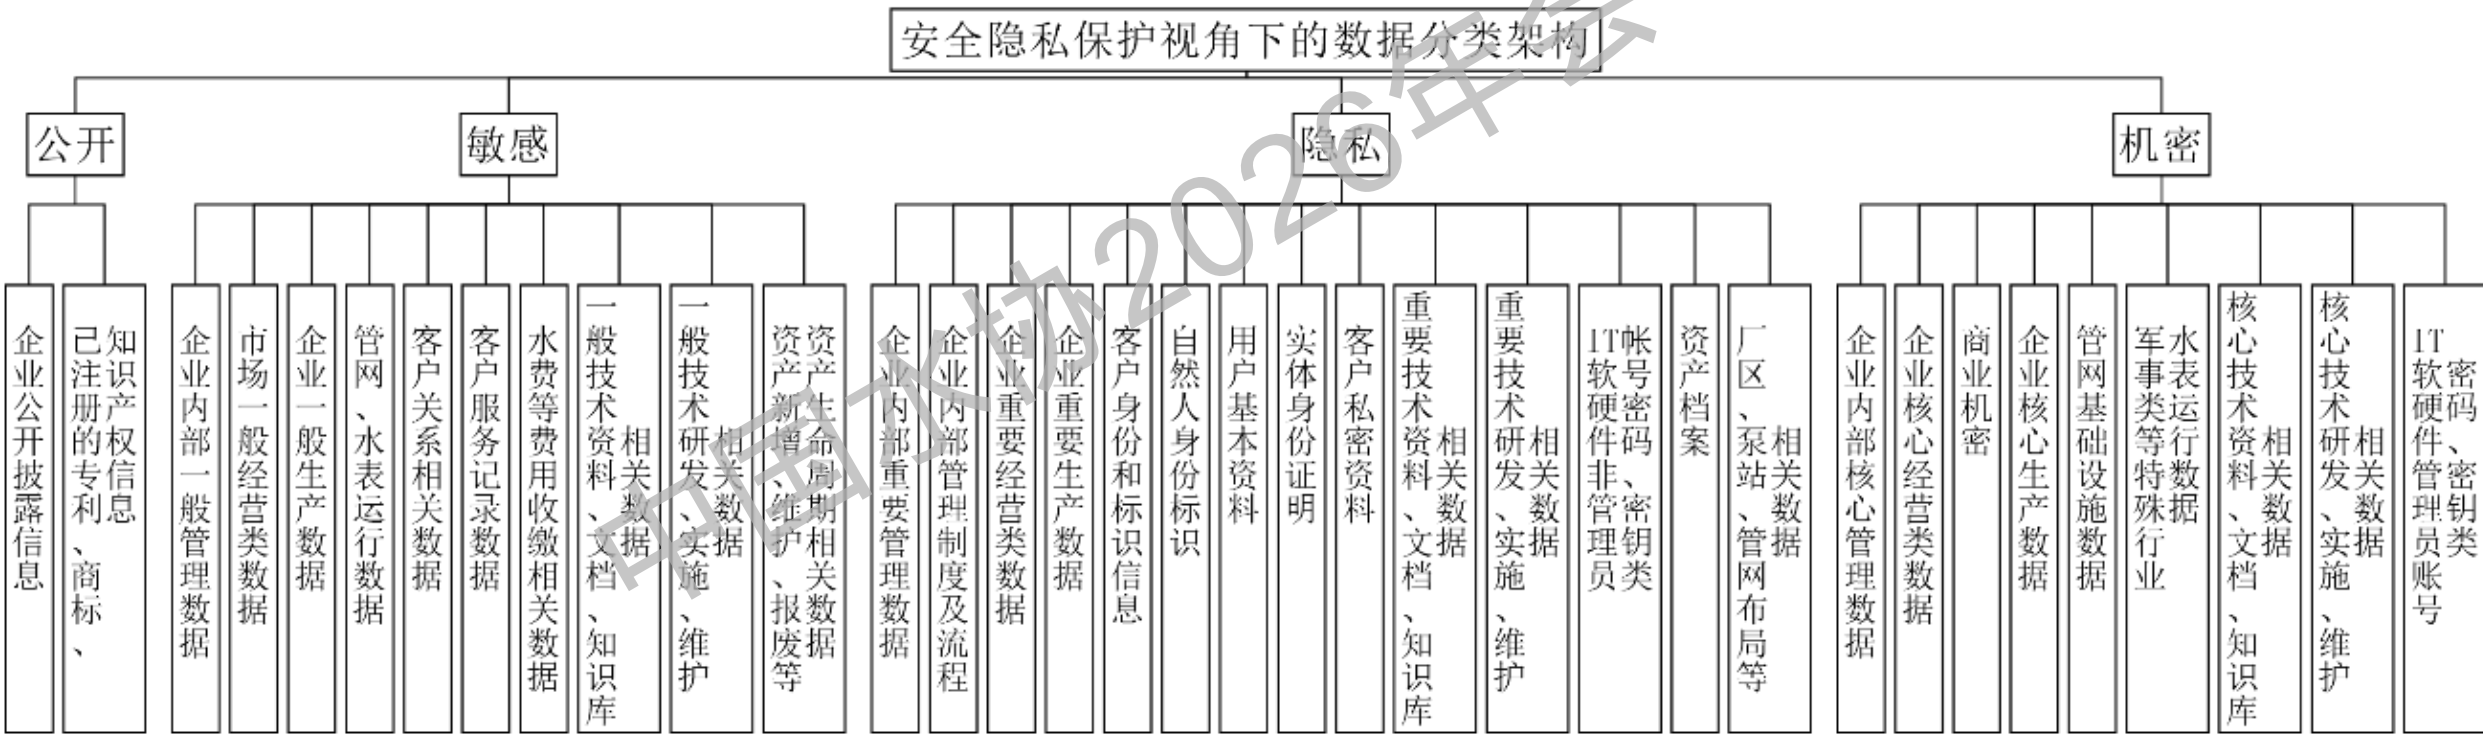 安全隐私保护视角下的数据分类架构
公开
敏感
隐私
机密
企业公开披露信息
已注册的专利、商标、
知识产权信息
企业内部一般管理数据
市场一般经营类数据
企业一般生产数据
管网、水表运行数据
客户关系相关数据
客户服务记录数据
水费等费用收缴相关数据
一般技术资料、文档、知识库
相关数据
一般技术研发、实施、维护
相关数据
资产新增、维护、报废等
资产生命周期相关数据
企业内部重要管理数据
企业内部管理制度及流程
企业重要经营类数据
企业重要生产数据
客户身份和标识信息
自然人身份标识
用户基本资料
实体身份证明
客户私密资料
重要技术资料、文档、知识库
相关数据
重要技术研发、实施、维护
相关数据
IT软硬件非管理员
帐号密码、密钥类
资产档案
厂区、泵站、管网布局等
相关数据
企业内部核心管理数据
企业核心经营类数据
商业机密
企业核心生产数据
管网基础设施数据
军事类等特殊行业
水表运行数据
核心技术资料、文档、知识库
相关数据
核心技术研发、实施、维护
相关数据
IT软硬件管理员账号
密码、密钥类
中国水协2026年会